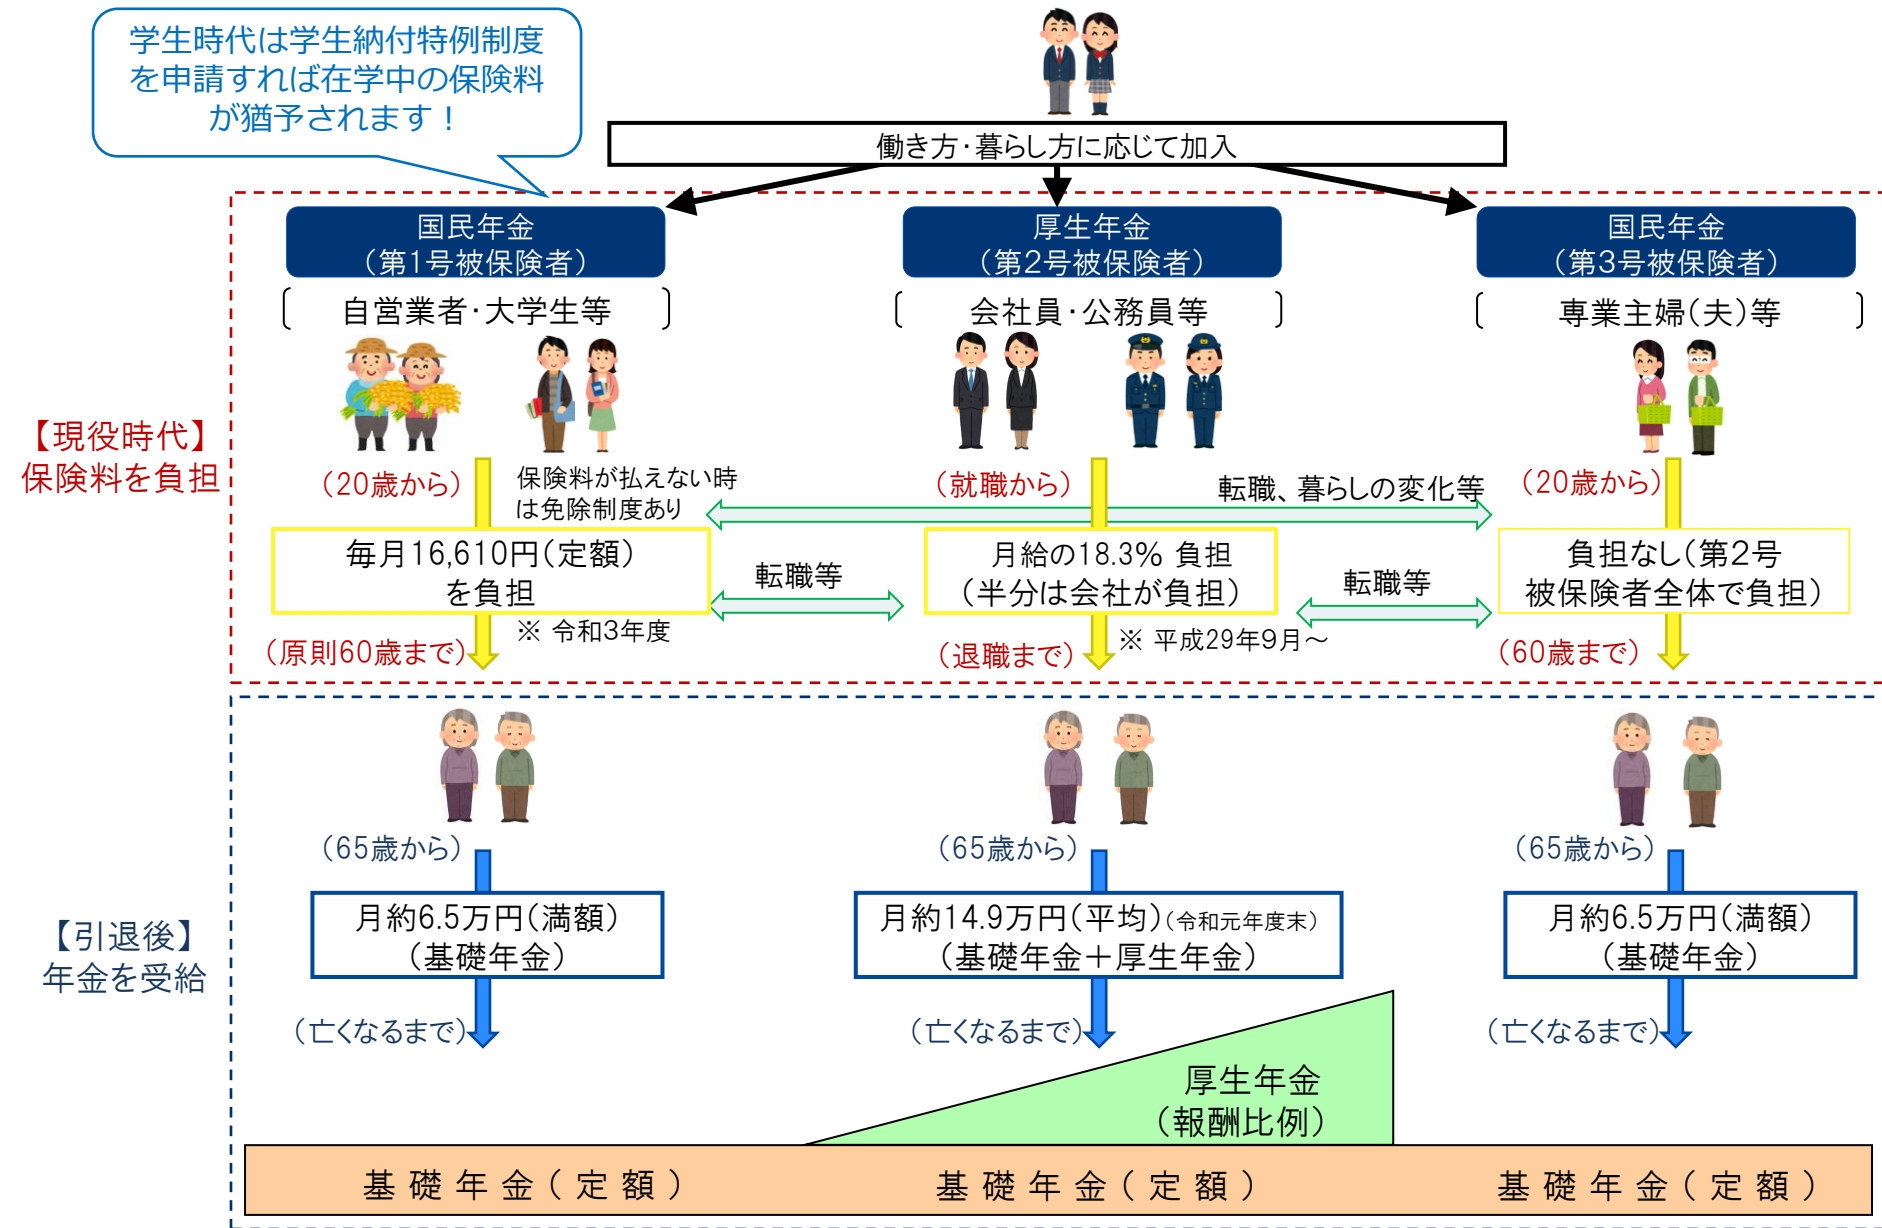 学生時代は学生納付特例制度
を申請すれば在学中の保険料
が猶予されます！
働き方・暮らし方に応じて加入
国民年金
（第1号被保険者）
厚生年金
（第2号被保険者）
国民年金
（第3号被保険者）
自営業者・大学生等
会社員・公務員等
専業主婦（夫）等
【現役時代】
保険料を負担
（20歳から）
保険料が払えない時
は免除制度あり
（就職から）
転職、暮らしの変化等
（20歳から）
毎月16,610円（定額）
を負担
転職等
月給の18.3% 負担
（半分は会社が負担）
転職等
負担なし（第2号
被保険者全体で負担）
※ 令和3年度
※ 平成29年9月～
（原則60歳まで）
（退職まで）
（60歳まで）
【引退後】
年金を受給
（65歳から）
（65歳から）
（65歳から）
月約6.5万円（満額）
（基礎年金）
月約14.9万円（平均）（令和元年度末）
（基礎年金＋厚生年金）
月約6.5万円（満額）
（基礎年金）
（亡くなるまで）
（亡くなるまで）
（亡くなるまで）
厚生年金
（報酬比例）
基礎年金（定額）
基礎年金（定額）
基礎年金（定額）